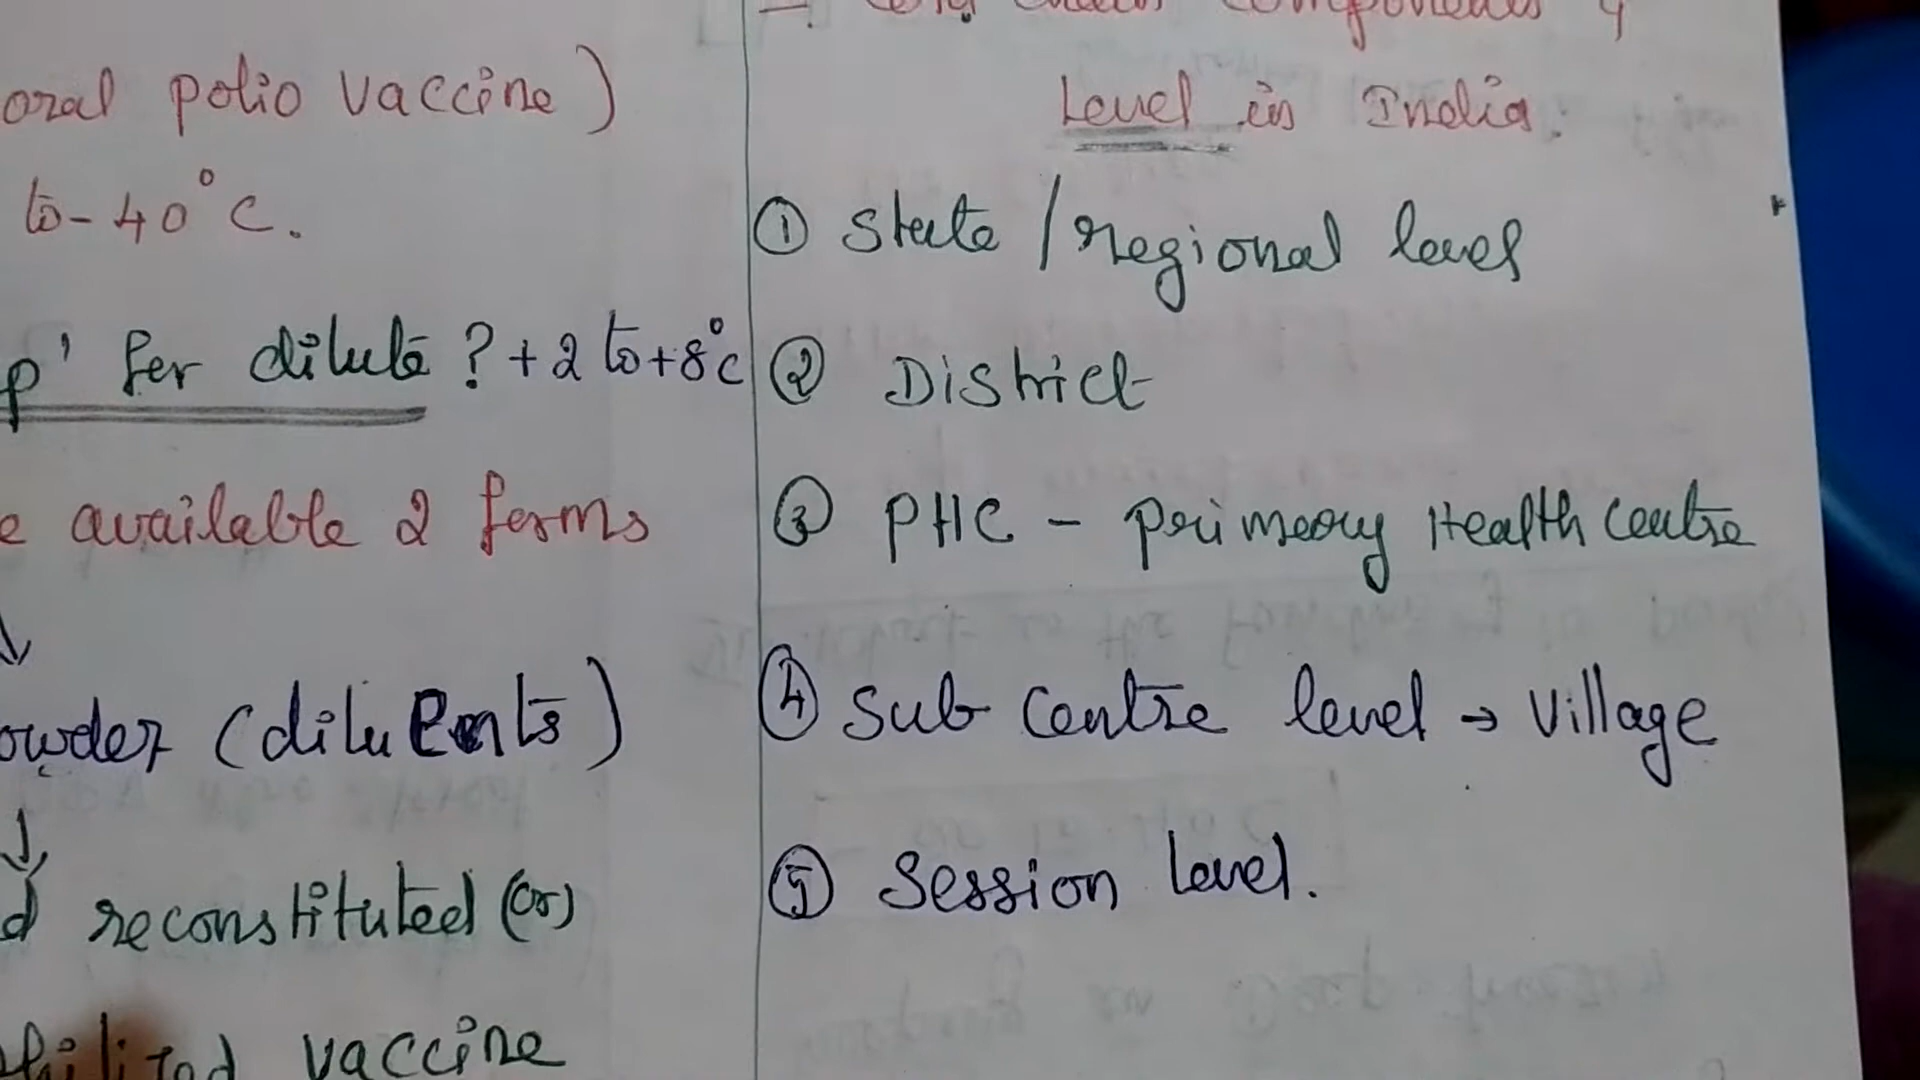 oral polio vaccine)
to - 40°C.
p' for dilute ? +2 to +8°C
e available 2 forms
owder (diluents)
d reconstituted (or)
vaccine
components &
Level in India:
① State / regional level
② District
③ PHC - primary Health Centre
④ Sub Centre level → Village
⑤ Session level.